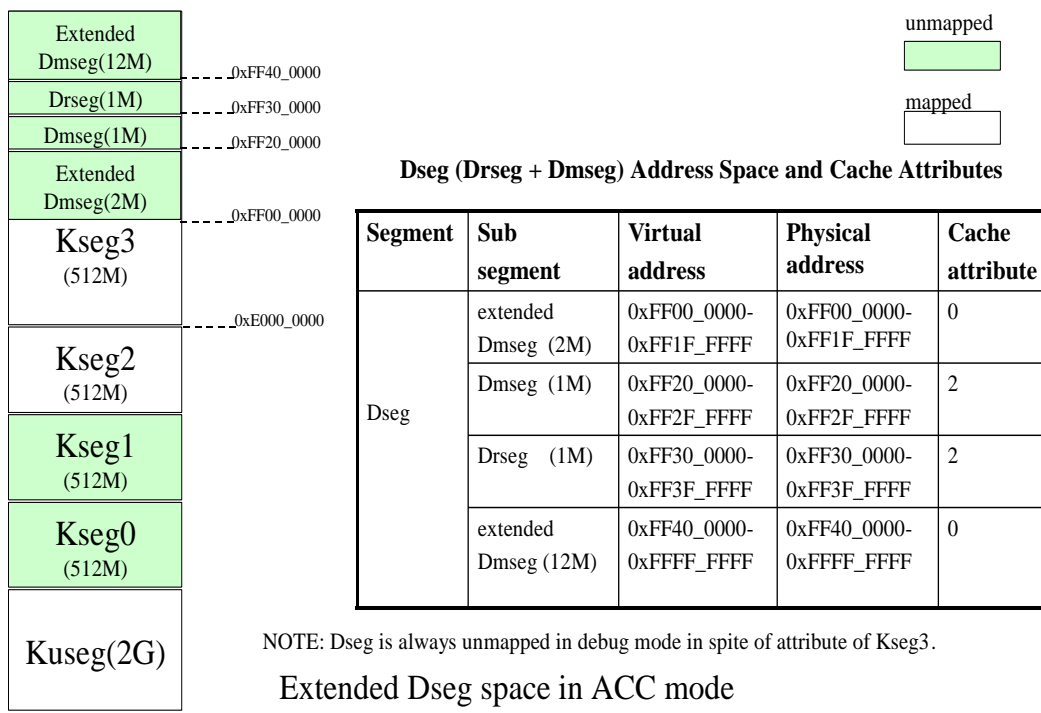 Extended
Dmseg(12M)
0xFF40_0000
Drseg(1M)
0xFF30_0000
Dmseg(1M)
0xFF20_0000
Extended
Dmseg(2M)
0xFF00_0000
Kseg3
(512M)
0xE000_0000
Kseg2
(512M)
Kseg1
(512M)
Kseg0
(512M)
Kuseg(2G)
unmapped
mapped
Dseg (Drseg + Dmseg) Address Space and Cache Attributes
Segment Sub segment Virtual address Physical address Cache attribute
Dseg
extended Dmseg (2M) 0xFF00_0000-0xFF1F_FFFF 0xFF00_0000-0xFF1F_FFFF 0
Dmseg (1M) 0xFF20_0000-0xFF2F_FFFF 0xFF20_0000-0xFF2F_FFFF 2
Drseg (1M) 0xFF30_0000-0xFF3F_FFFF 0xFF30_0000-0xFF3F_FFFF 2
extended Dmseg (12M) 0xFF40_0000-0xFFFF_FFFF 0xFF40_0000-0xFFFF_FFFF 0
NOTE: Dseg is always unmapped in debug mode in spite of attribute of Kseg3.
Extended Dseg space in ACC mode